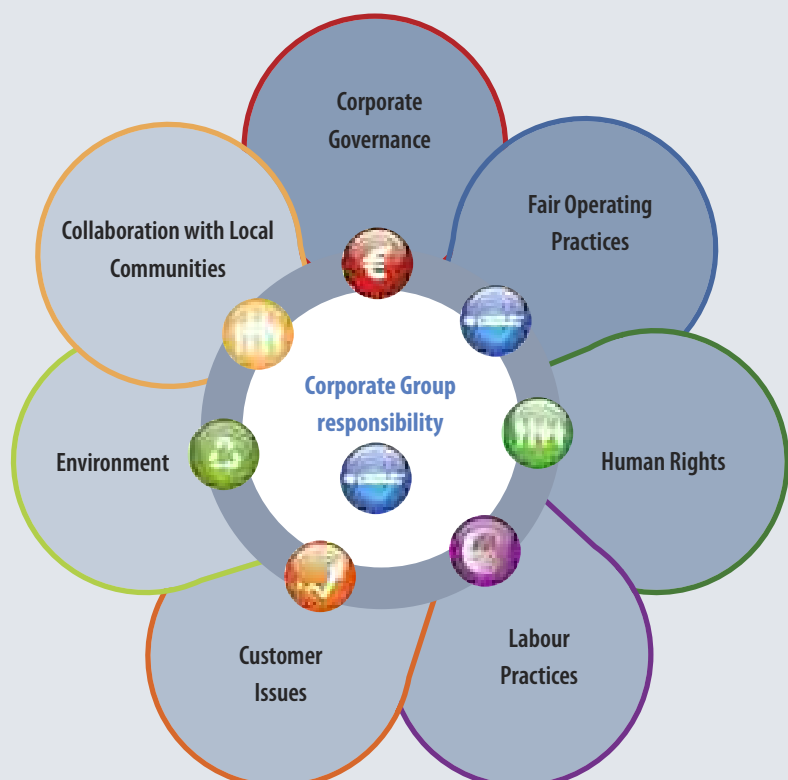 Corporate
Governance
Fair Operating
Practices
Collaboration with Local
Communities
€
Corporate Group
responsibility
Environment
Human Rights
Customer
Issues
Labour
Practices